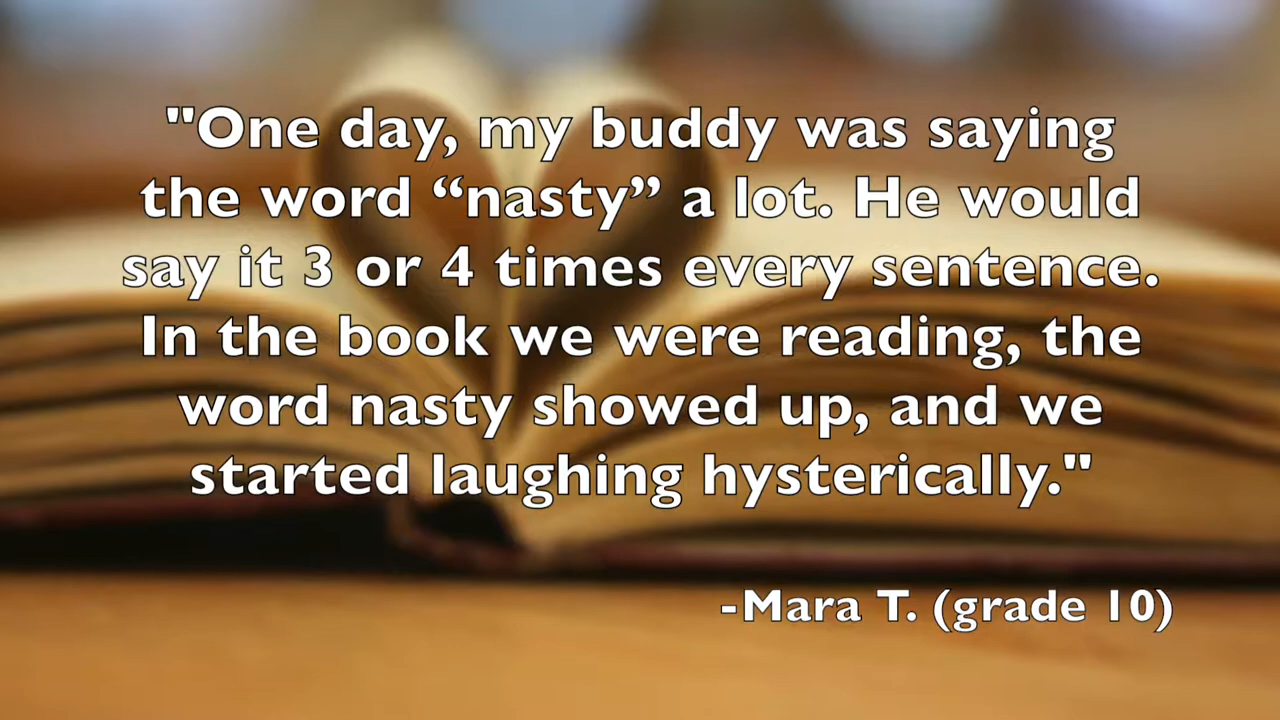 "One day, my buddy was saying
the word “nasty” a lot. He would
say it 3 or 4 times every sentence.
In the book we were reading, the
word nasty showed up, and we
started laughing hysterically."
-Mara T. (grade 10)